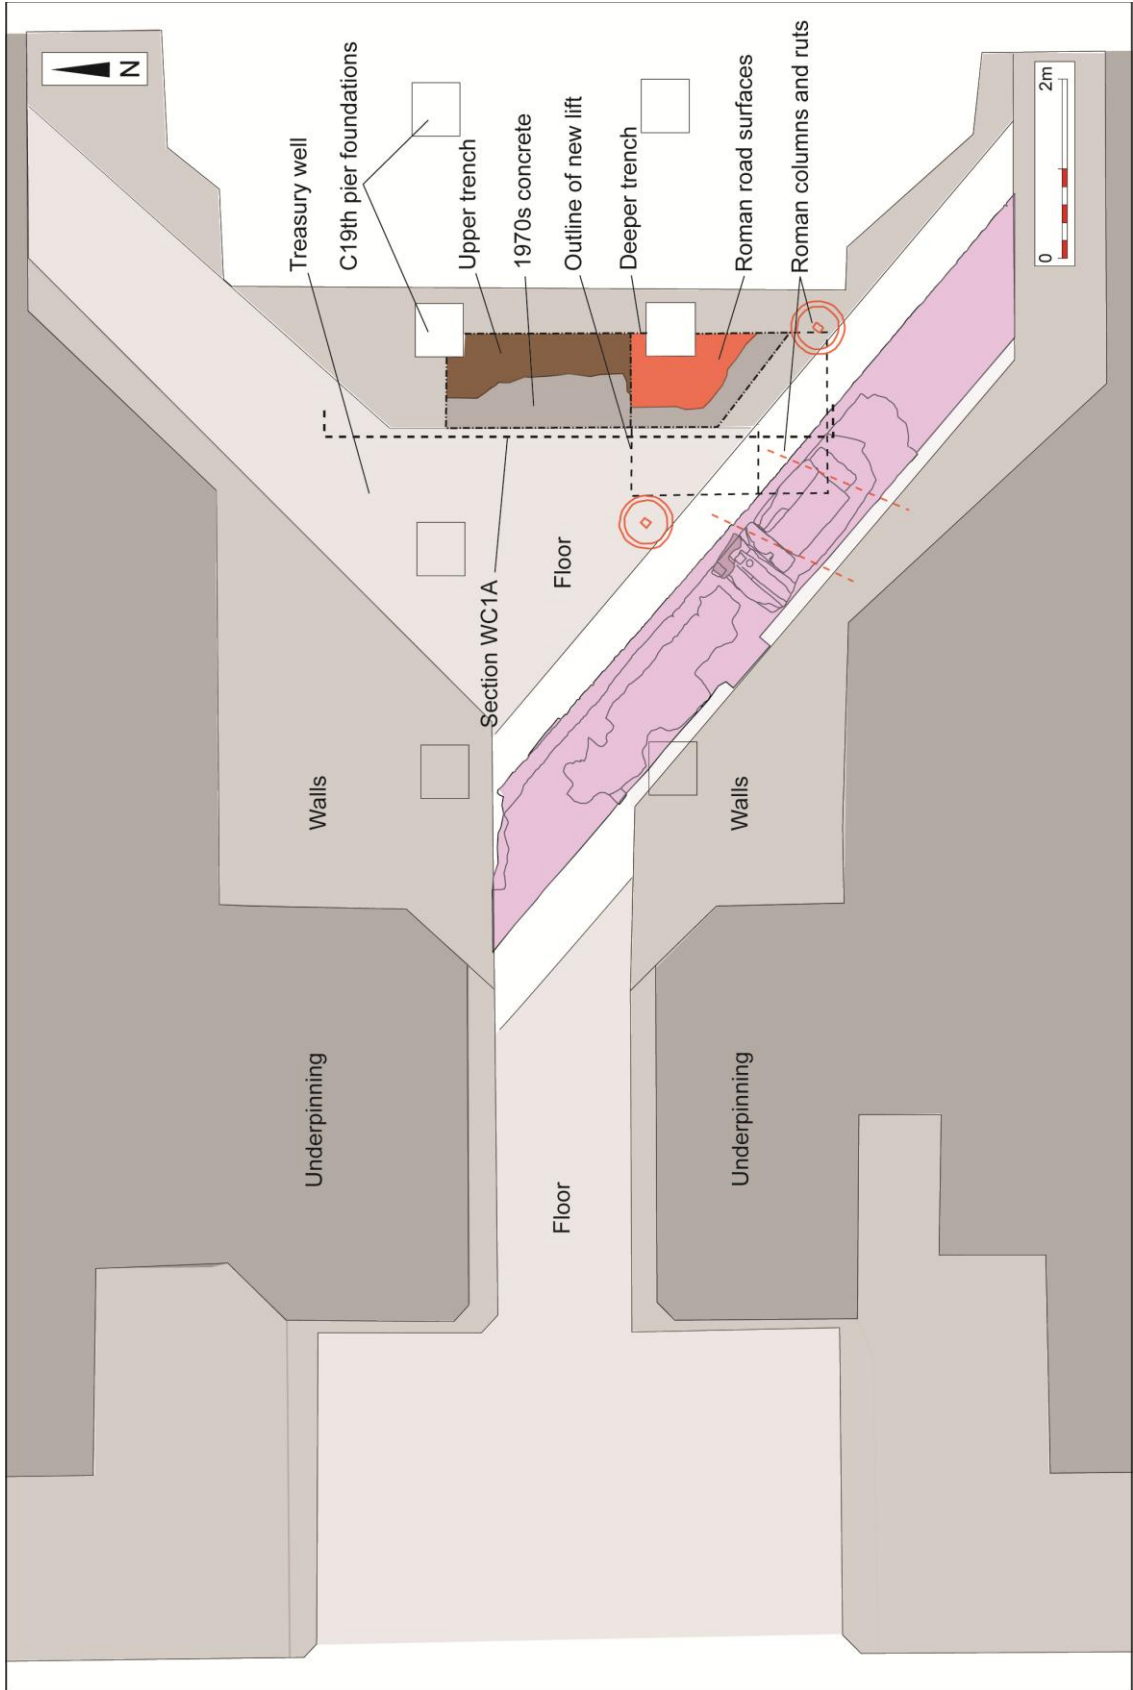 N
Treasury well
C19th pier foundations
Upper trench
1970s concrete
Outline of new lift
Deeper trench
Roman road surfaces
Roman columns and ruts
0
2m
Section WC1A
Floor
Walls
Walls
Underpinning
Floor
Underpinning